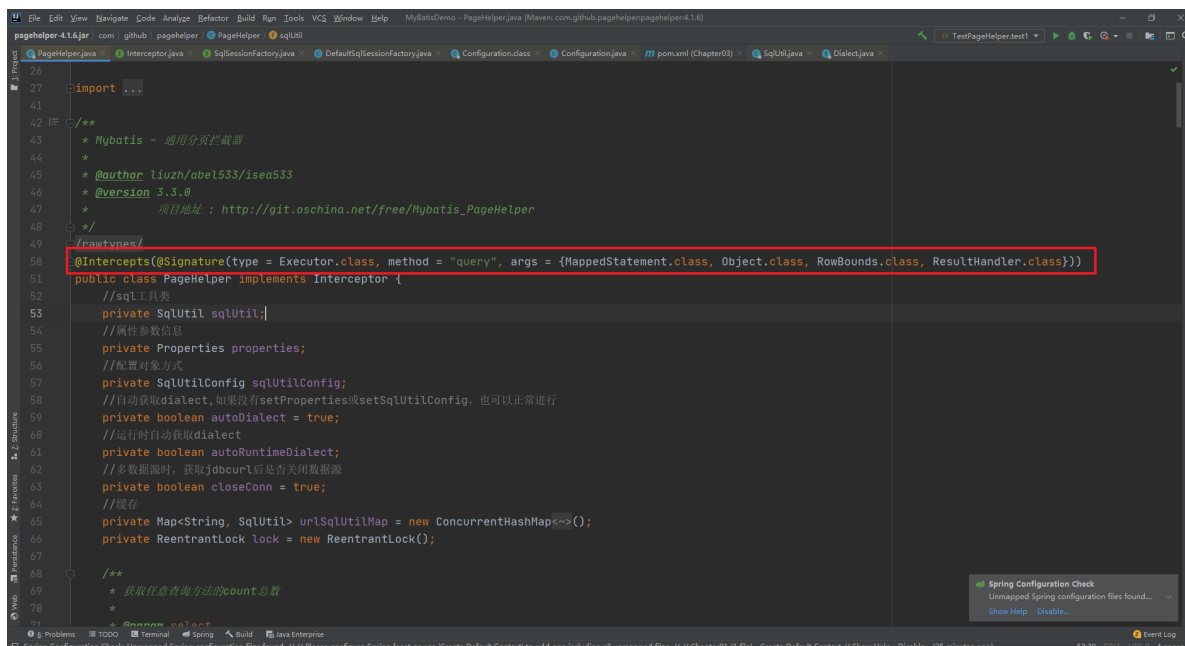 File Edit View Navigate Code Analyze Refactor Build Run Tools VCS Window Help MyBatisDemo - PageHelper.java [Maven: com.github.pagehelper:pagehelper:4.1.6]
pagehelper-4.1.6.jar com github pagehelper PageHelper sqlUtil
TestPageHelper.test1
PageHelper.java Interceptor.java SqlSessionFactory.java DefaultSqlSessionFactory.java Configuration.class Configuration.java pom.xml (Chapter03) SqlUtil.java Dialect.java
1: Project
26
27 import ...
41
42 /**
43 * Mybatis - 通用分页拦截器
44 *
45 * @author liuzh/abel533/isea533
46 * @version 3.3.0
47 * 项目地址 : http://git.oschina.net/free/Mybatis_PageHelper
48 */
49 /rawtypes/
50 @Intercepts(@Signature(type = Executor.class, method = "query", args = {MappedStatement.class, Object.class, RowBounds.class, ResultHandler.class}))
51 public class PageHelper implements Interceptor {
52 //sql工具类
53 private SqlUtil sqlUtil;
54 //属性参数信息
55 private Properties properties;
56 //配置对象方式
57 private SqlUtilConfig sqlUtilConfig;
58 //自动获取dialect,如果没有setProperties或setSqlUtilConfig，也可以正常进行
59 private boolean autoDialect = true;
60 //运行时自动获取dialect
61 private boolean autoRuntimeDialect;
62 //多数据源时，获取jdbcurl后是否关闭数据源
63 private boolean closeConn = true;
64 //缓存
65 private Map<String, SqlUtil> urlSqlUtilMap = new ConcurrentHashMap<~>();
66 private ReentrantLock lock = new ReentrantLock();
67
68 /**
69 * 获取任意查询方法的count总数
70 *
71 * @param select
Z: Structure
2: Favorites
Persistence
Web
Spring Configuration Check
Unmapped Spring configuration files found...
Show Help Disable...
6: Problems TODO Terminal Spring Build Java Enterprise
2 Event Log